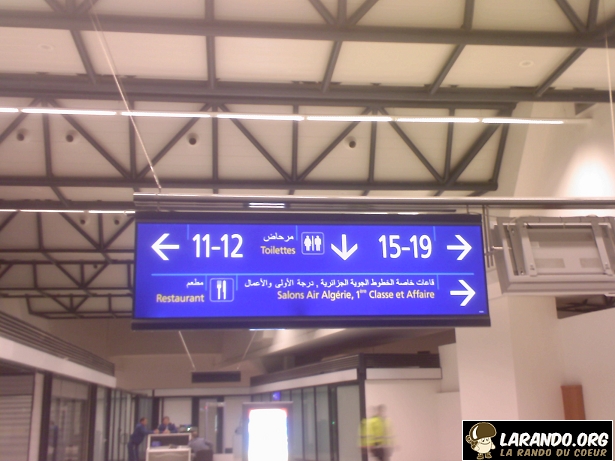 11-12
مرحاض
Toilettes
15-19
مطعم
Restaurant
قاعات خاصة الخطوط الجوية الجزائرية , درجة الأولى والأعمال
Salons Air Algérie, 1ère Classe et Affaire
LARANDO.ORG
LA RANDO DU COEUR